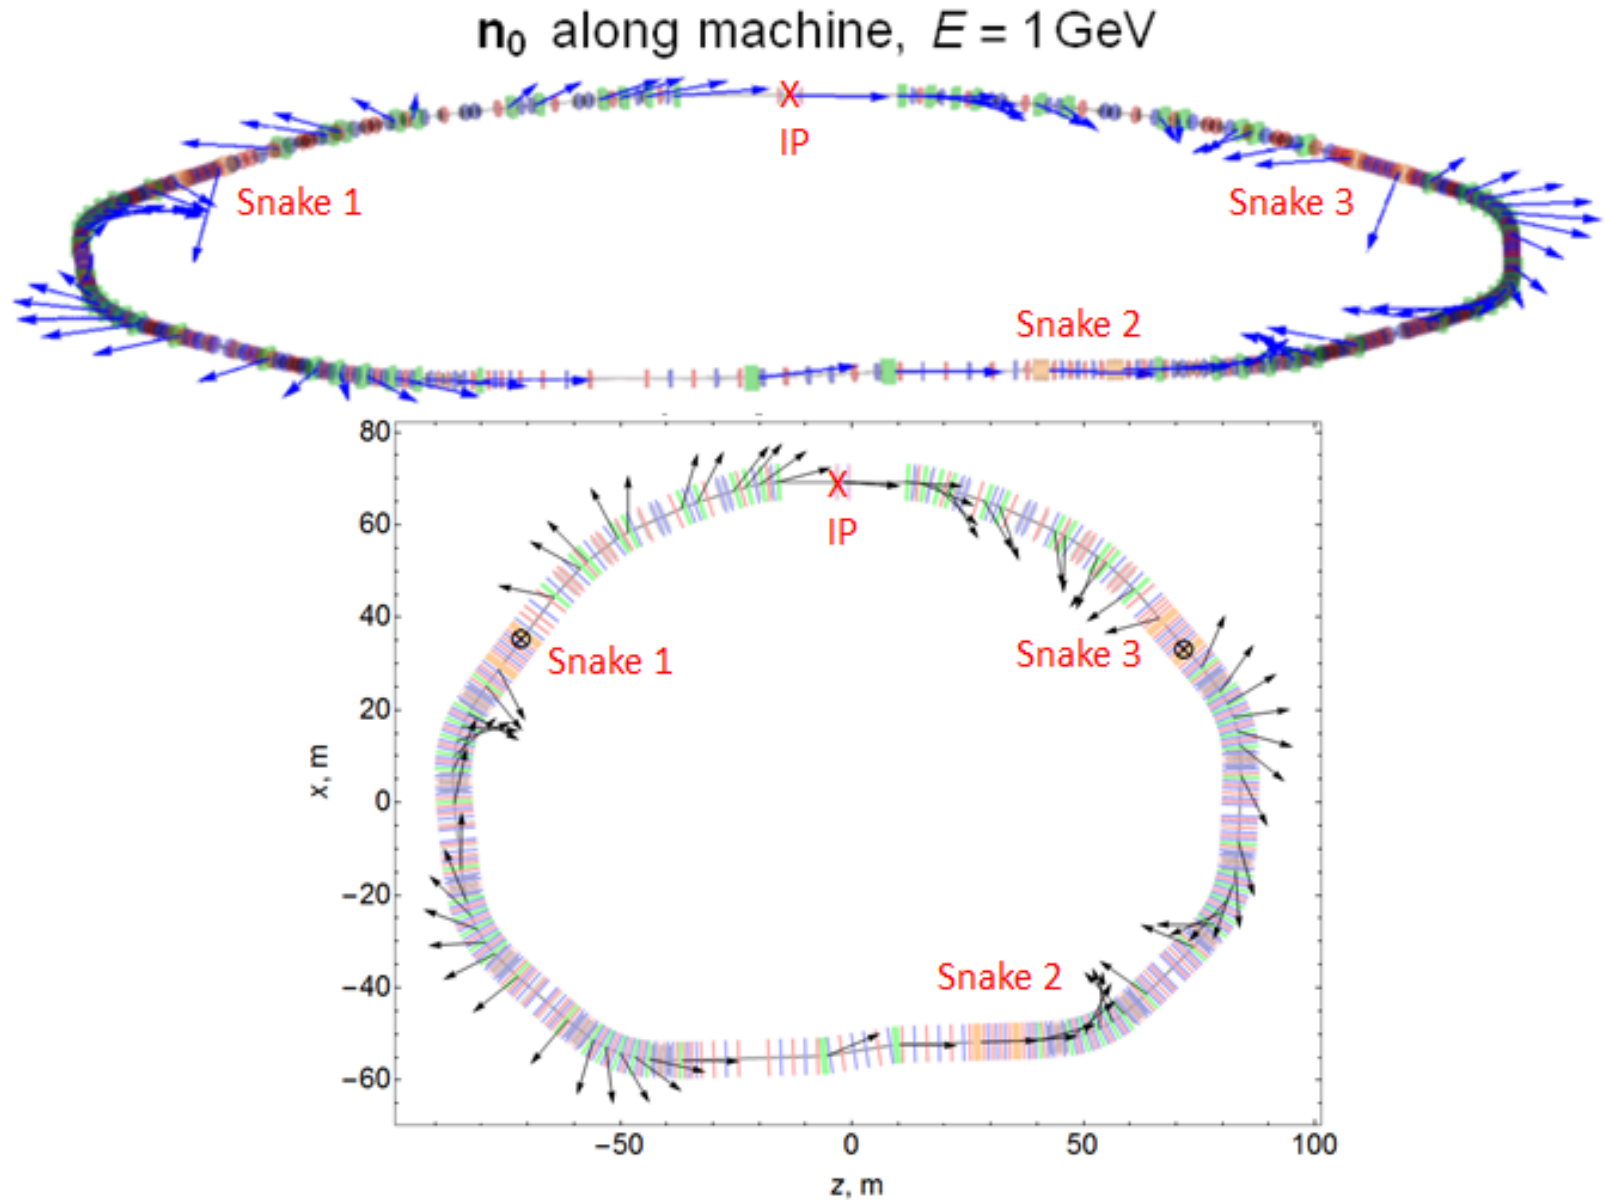 n₀ along machine, E = 1 GeV
X
IP
Snake 1
Snake 3
Snake 2
80
60
40
20
0
−20
−40
−60
x, m
X
IP
Snake 1
Snake 3
Snake 2
−50
0
50
100
z, m